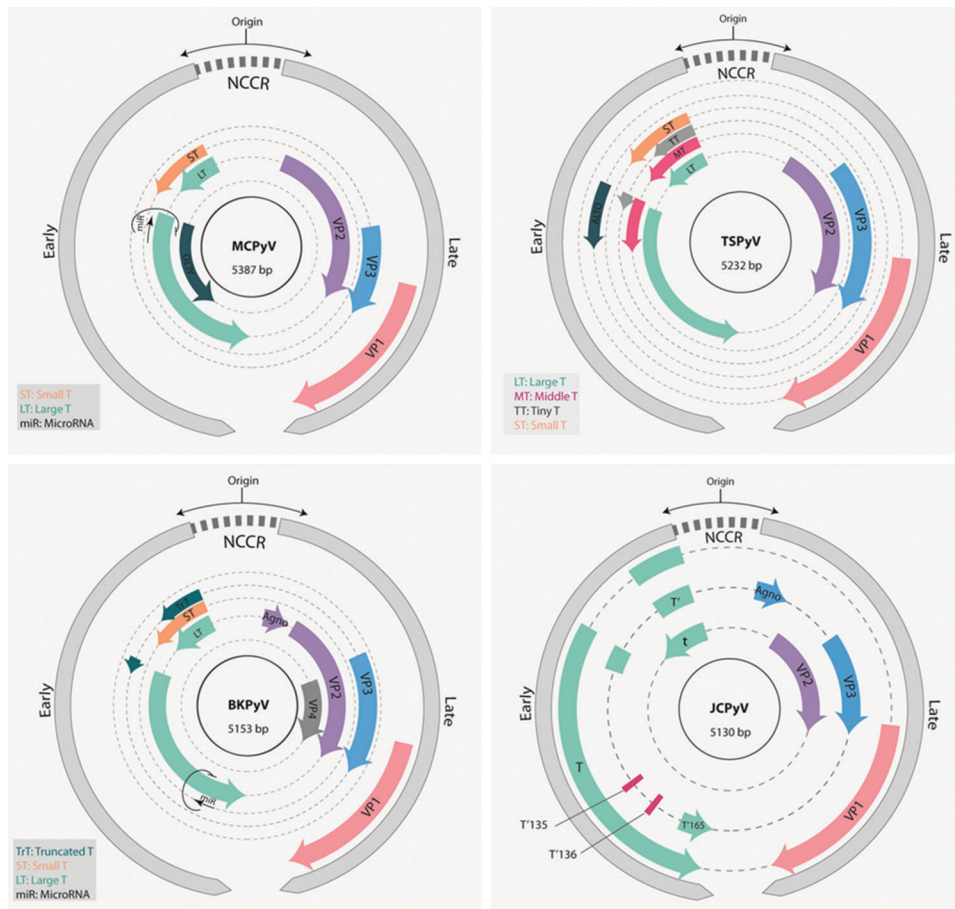 Origin
NCCR
ST
LT
miR
ALTO
VP2
VP3
VP1
MCPyV
5387 bp
Early
Late
ST: Small T
LT: Large T
miR: MicroRNA
Origin
NCCR
ST
TT
MT
LT
ALTO
VP2
VP3
VP1
TSPyV
5232 bp
Early
Late
LT: Large T
MT: Middle T
TT: Tiny T
ST: Small T
Origin
NCCR
TrT
ST
LT
Agno
VP2
VP3
VP4
VP1
BKPyV
5153 bp
miR
Early
Late
TrT: Truncated T
ST: Small T
LT: Large T
miR: MicroRNA
Origin
NCCR
T'
t
Agno
VP2
VP3
VP1
JCPyV
5130 bp
T
T'135
T'136
T'165
Early
Late